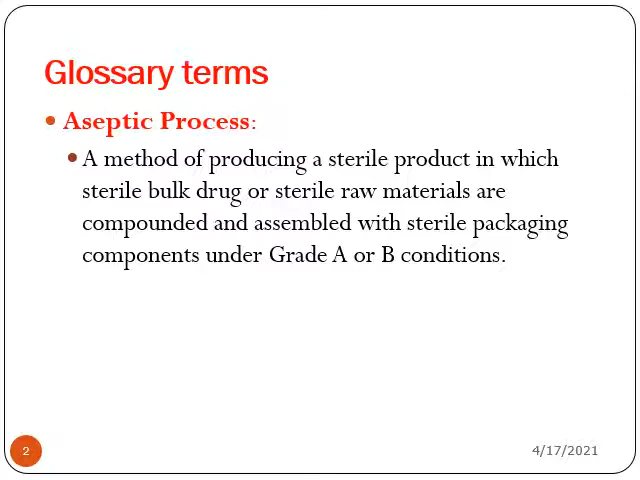 Glossary terms
• Aseptic Process:
• A method of producing a sterile product in which
sterile bulk drug or sterile raw materials are
compounded and assembled with sterile packaging
components under Grade A or B conditions.
2
4/17/2021